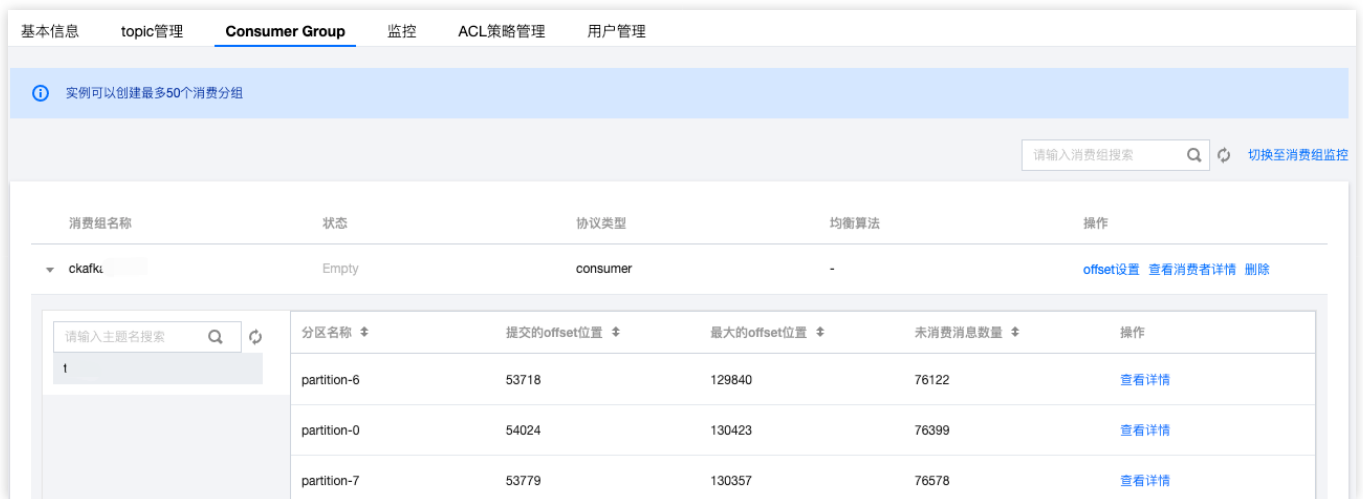 基本信息 topic管理 Consumer Group 监控 ACL策略管理 用户管理
实例可以创建最多50个消费分组
请输入消费组搜索 切换至消费组监控
消费组名称 状态 协议类型 均衡算法 操作
ckafka Empty consumer - offset设置 查看消费者详情 删除
请输入主题名搜索 分区名称 提交的offset位置 最大的offset位置 未消费消息数量 操作
t
partition-6 53718 129840 76122 查看详情
partition-0 54024 130423 76399 查看详情
partition-7 53779 130357 76578 查看详情